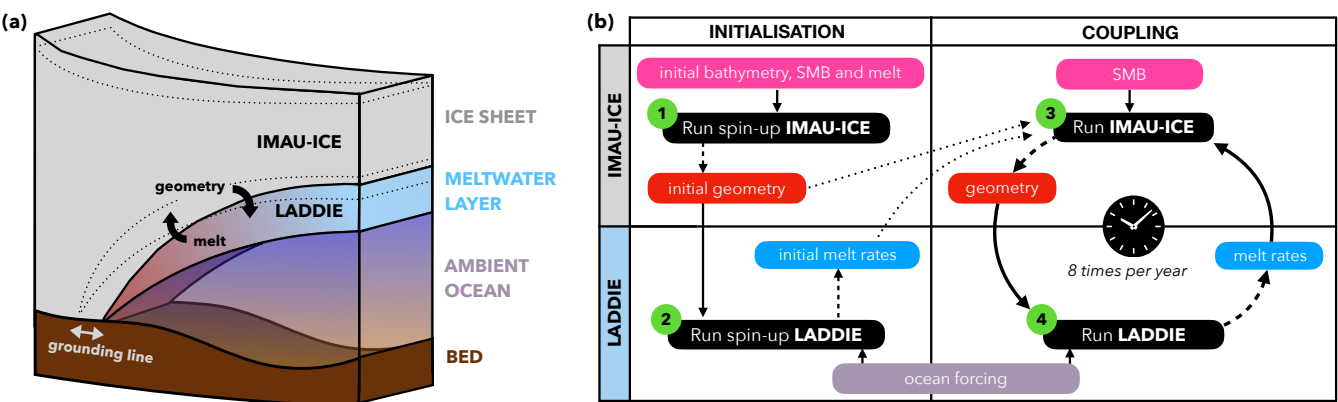 (a)
IMAU-ICE
geometry
LADDIE
melt
grounding line
ICE SHEET
MELTWATER
LAYER
AMBIENT
OCEAN
BED
(b)
INITIALISATION
COUPLING
IMAU-ICE
initial bathymetry, SMB and melt
SMB
1
Run spin-up IMAU-ICE
3
Run IMAU-ICE
initial geometry
geometry
8 times per year
LADDIE
initial melt rates
melt rates
2
Run spin-up LADDIE
4
Run LADDIE
ocean forcing